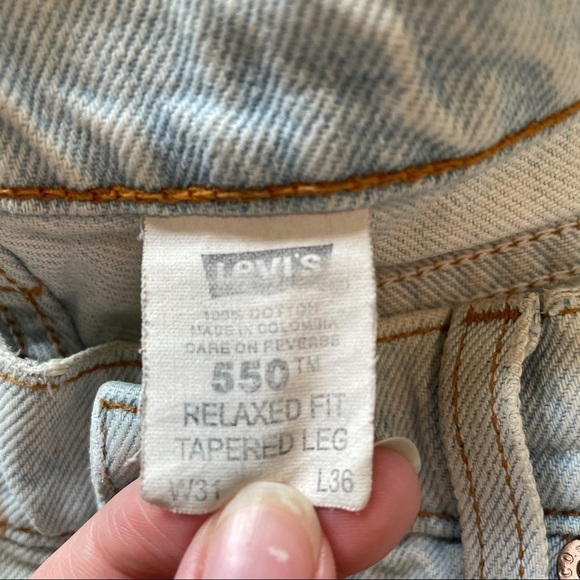 Levi's
100% COTTON
MADE IN COLOMBIA
CARE ON REVERSE
550™
RELAXED FIT
TAPERED LEG
W31 L36